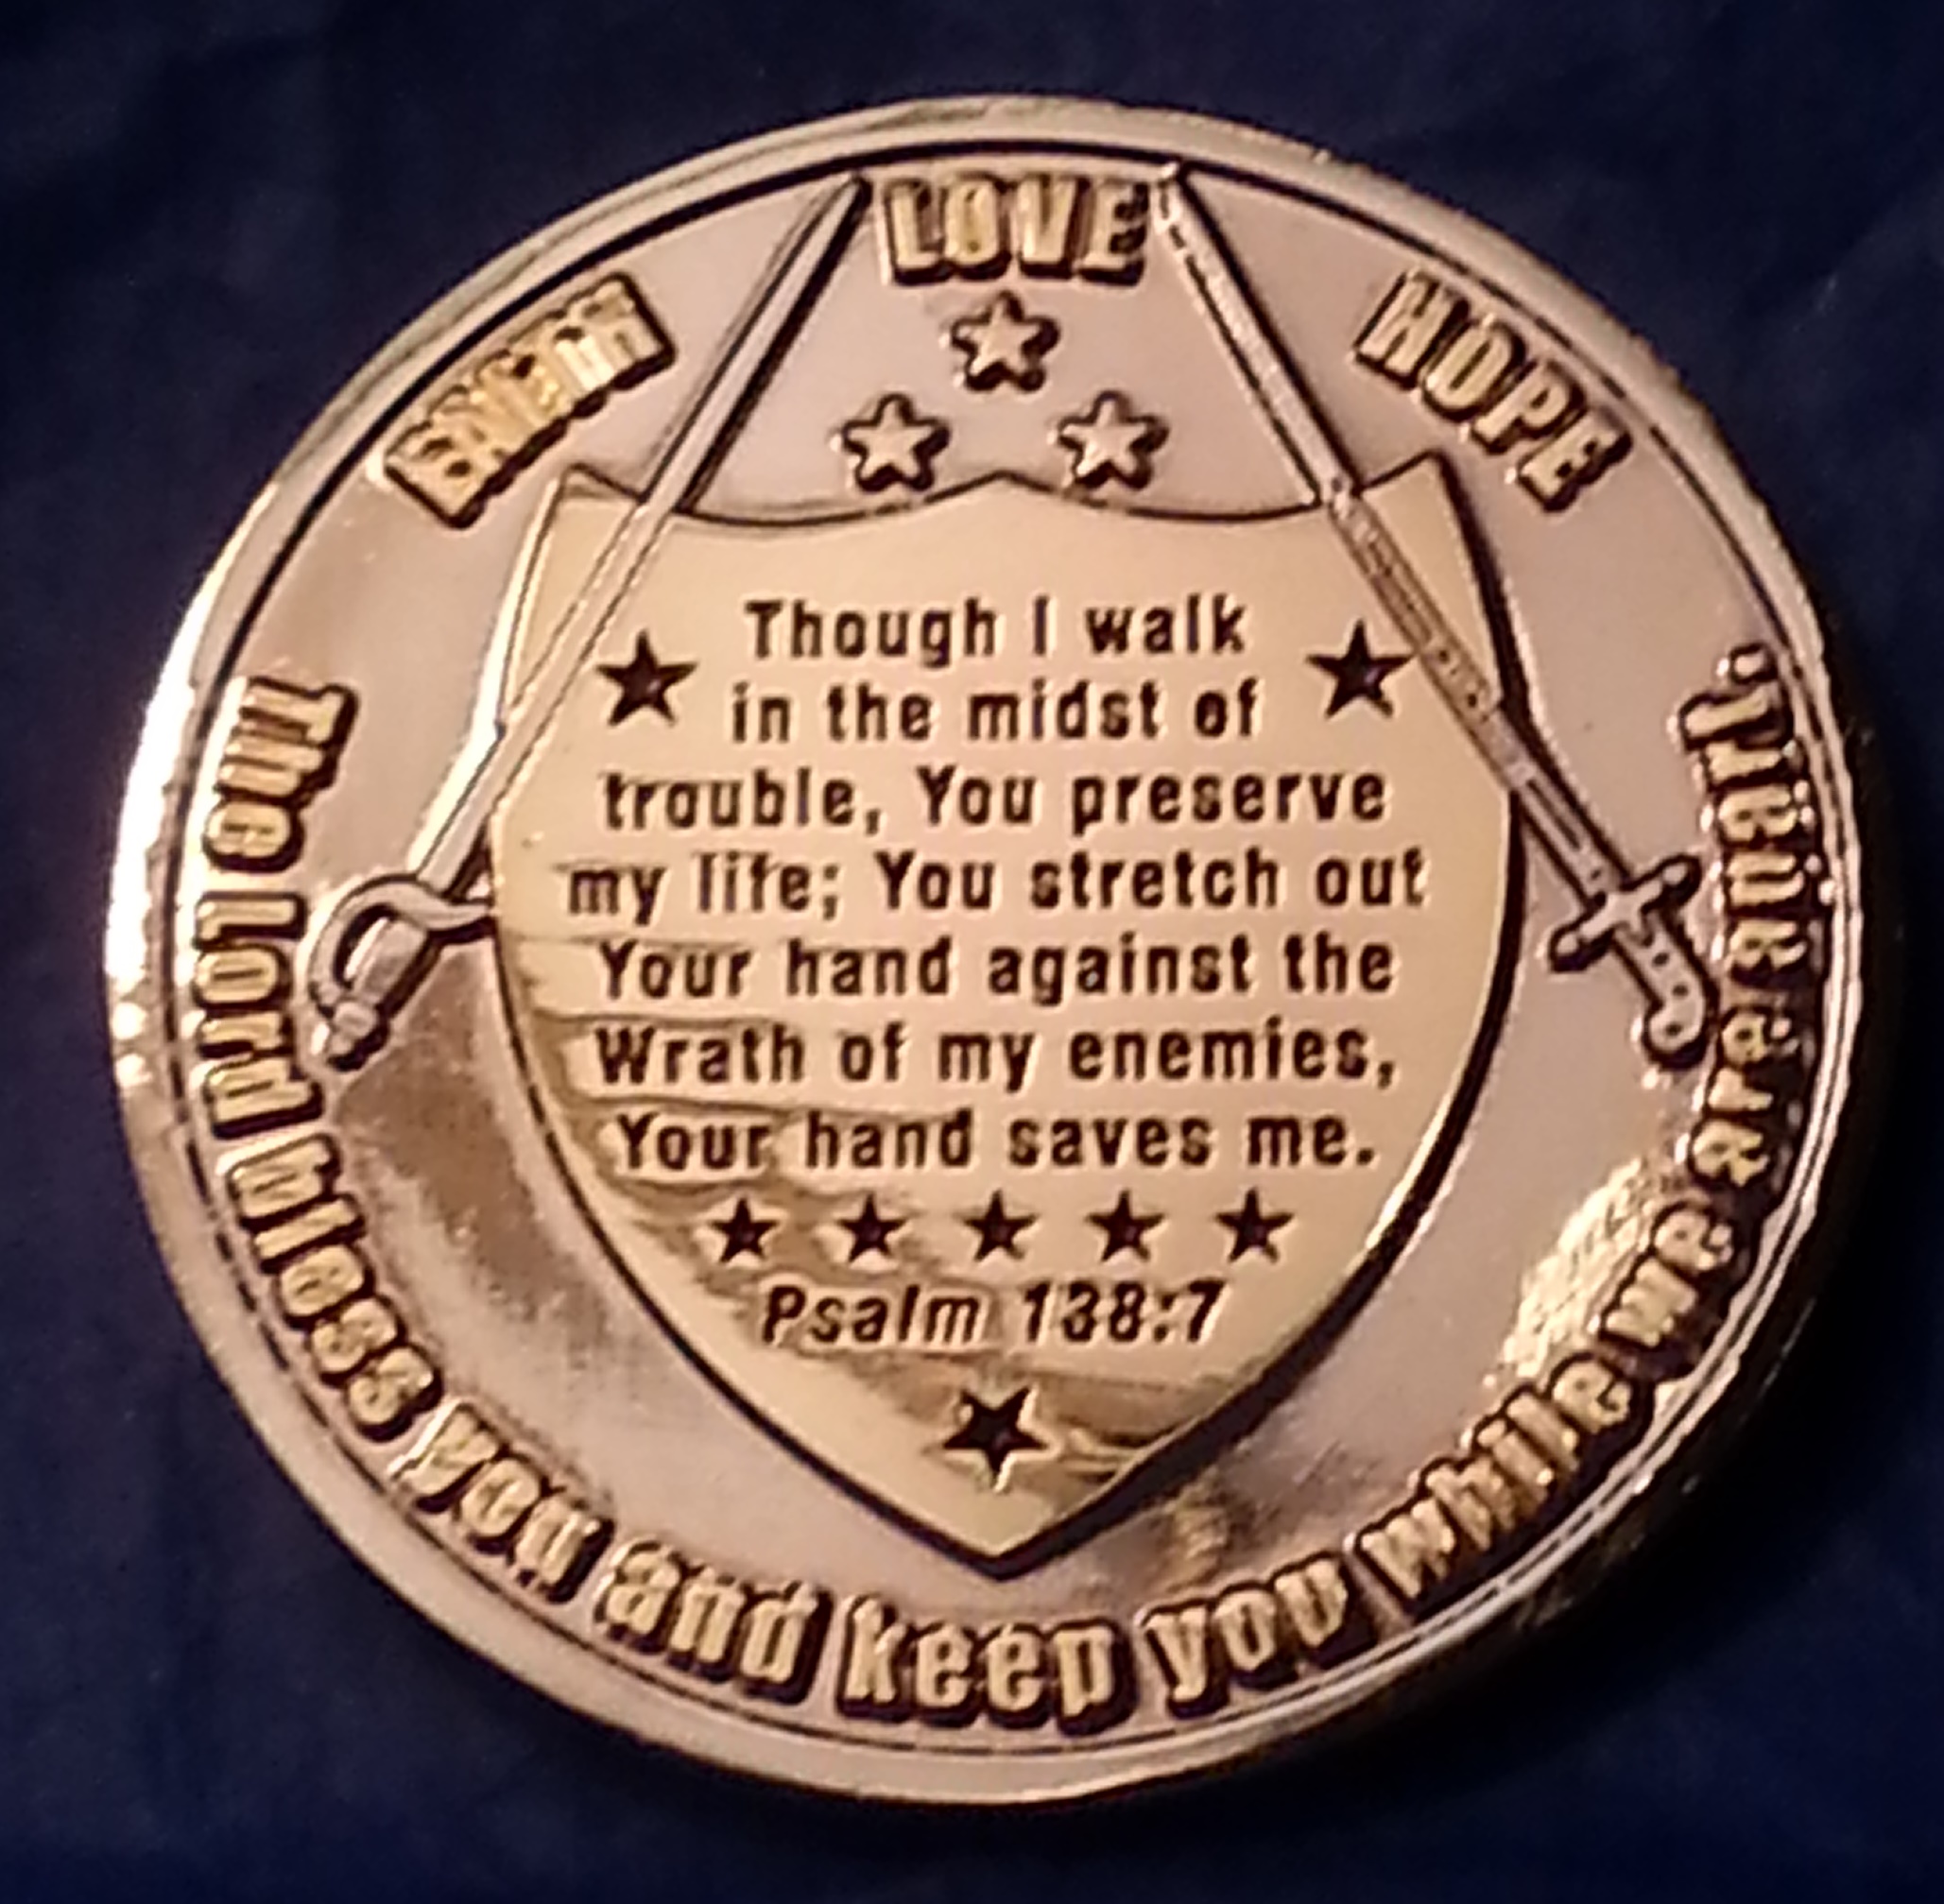 FAITH
LOVE
HOPE
Though I walk
in the midst of
trouble, You preserve
my life; You stretch out
Your hand against the
Wrath of my enemies,
Your hand saves me.
Psalm 138:7
The Lord bless you and keep you while we are apart.